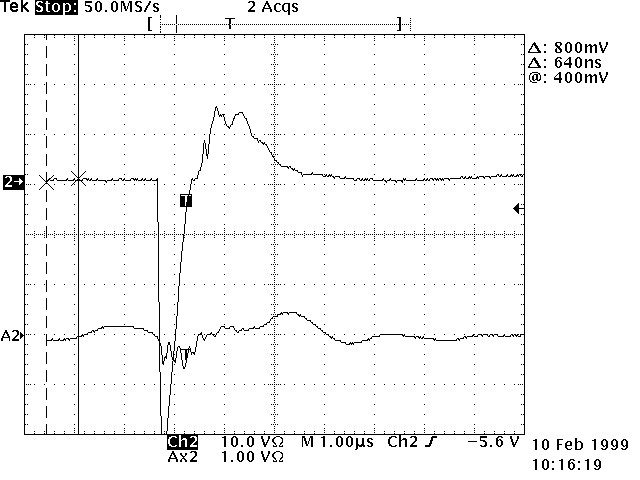 Tek Stop: 50.0MS/s 2 Acqs
[ T ]
Δ: 800mV
Δ: 640ns
@: 400mV
2→
T
A2
Ch2 10.0 VΩ M 1.00µs Ch2 ƒ −5.6 V
Ax2 1.00 VΩ
10 Feb 1999
10:16:19